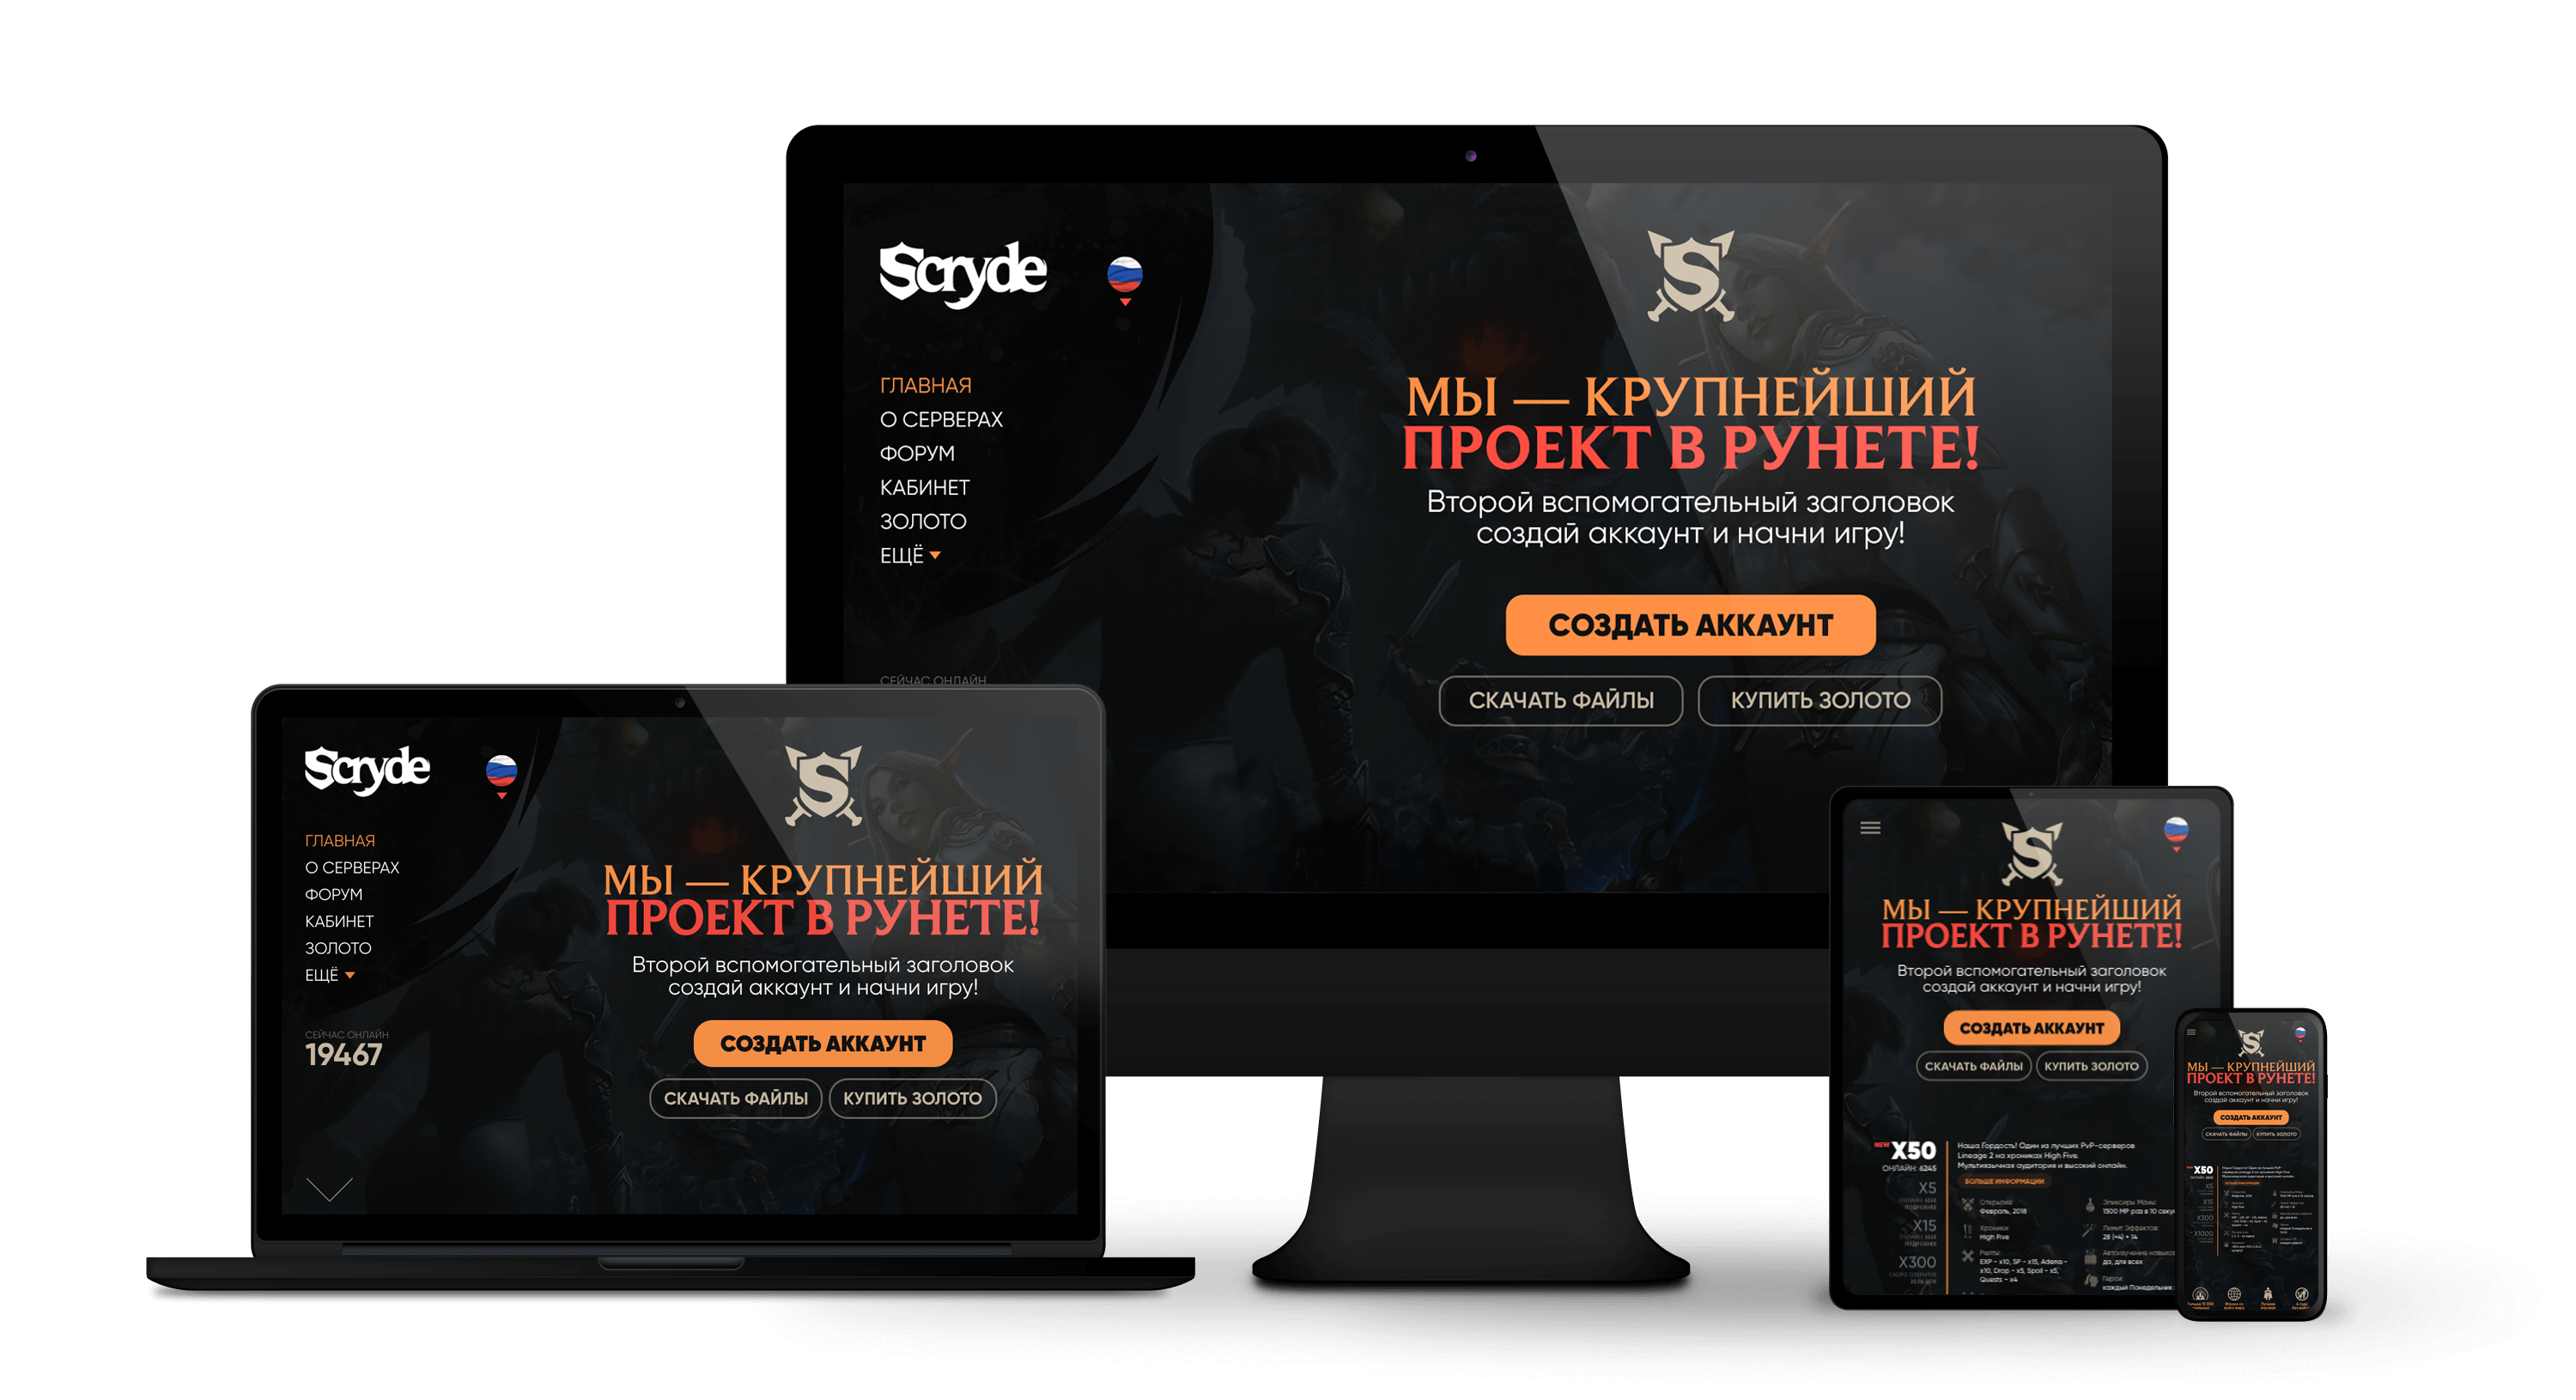 Scryde
ГЛАВНАЯ
О СЕРВЕРАХ
ФОРУМ
КАБИНЕТ
ЗОЛОТО
ЕЩЁ
СЕЙЧАС ОНЛАЙН
S
МЫ — КРУПНЕЙШИЙ
ПРОЕКТ В РУНЕТЕ!
Второй вспомогательный заголовок
создай аккаунт и начни игру!
СОЗДАТЬ АККАУНТ
СКАЧАТЬ ФАЙЛЫ
КУПИТЬ ЗОЛОТО
Scryde
ГЛАВНАЯ
О СЕРВЕРАХ
ФОРУМ
КАБИНЕТ
ЗОЛОТО
ЕЩЁ
СЕЙЧАС ОНЛАЙН
19467
S
МЫ — КРУПНЕЙШИЙ
ПРОЕКТ В РУНЕТЕ!
Второй вспомогательный заголовок
создай аккаунт и начни игру!
СОЗДАТЬ АККАУНТ
СКАЧАТЬ ФАЙЛЫ
КУПИТЬ ЗОЛОТО
S
МЫ — КРУПНЕЙШИЙ
ПРОЕКТ В РУНЕТЕ!
Второй вспомогательный заголовок
создай аккаунт и начни игру!
СОЗДАТЬ АККАУНТ
СКАЧАТЬ ФАЙЛЫ
КУПИТЬ ЗОЛОТО
NEW X50
ОНЛАЙН: 6245
X5
X15
X300
Наша Гордость! Один из лучших PvP-серверов
Lineage 2 на хрониках High Five.
Мультиязычная аудитория и высокий онлайн.
БОЛЬШЕ ИНФОРМАЦИИ
Открытие:
Февраль, 2018
Хроники:
High Five
Рейты:
EXP - x10, SP - x15, Adena -
x10, Drop - x5, Spoil - x5,
Quests - x4
Эликсиры Маны:
1500 MP раз в 10 секу
Лимит Эффектов:
28 (+4) + 14
Автоизучение навыко
да, для всех
Герои:
каждый Понедельник
S
МЫ — КРУПНЕЙШИЙ
ПРОЕКТ В РУНЕТЕ!
Второй вспомогательный заголовок
создай аккаунт и начни игру!
СОЗДАТЬ АККАУНТ
СКАЧАТЬ ФАЙЛЫ
КУПИТЬ ЗОЛОТО
X50
X5
X15
X300
X1000